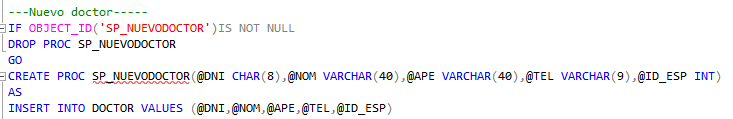 ---Nuevo doctor-----
IF OBJECT_ID('SP_NUEVODOCTOR')IS NOT NULL
DROP PROC SP_NUEVODOCTOR
GO
CREATE PROC SP_NUEVODOCTOR(@DNI CHAR(8),@NOM VARCHAR(40),@APE VARCHAR(40),@TEL VARCHAR(9),@ID_ESP INT)
AS
INSERT INTO DOCTOR VALUES (@DNI,@NOM,@APE,@TEL,@ID_ESP)